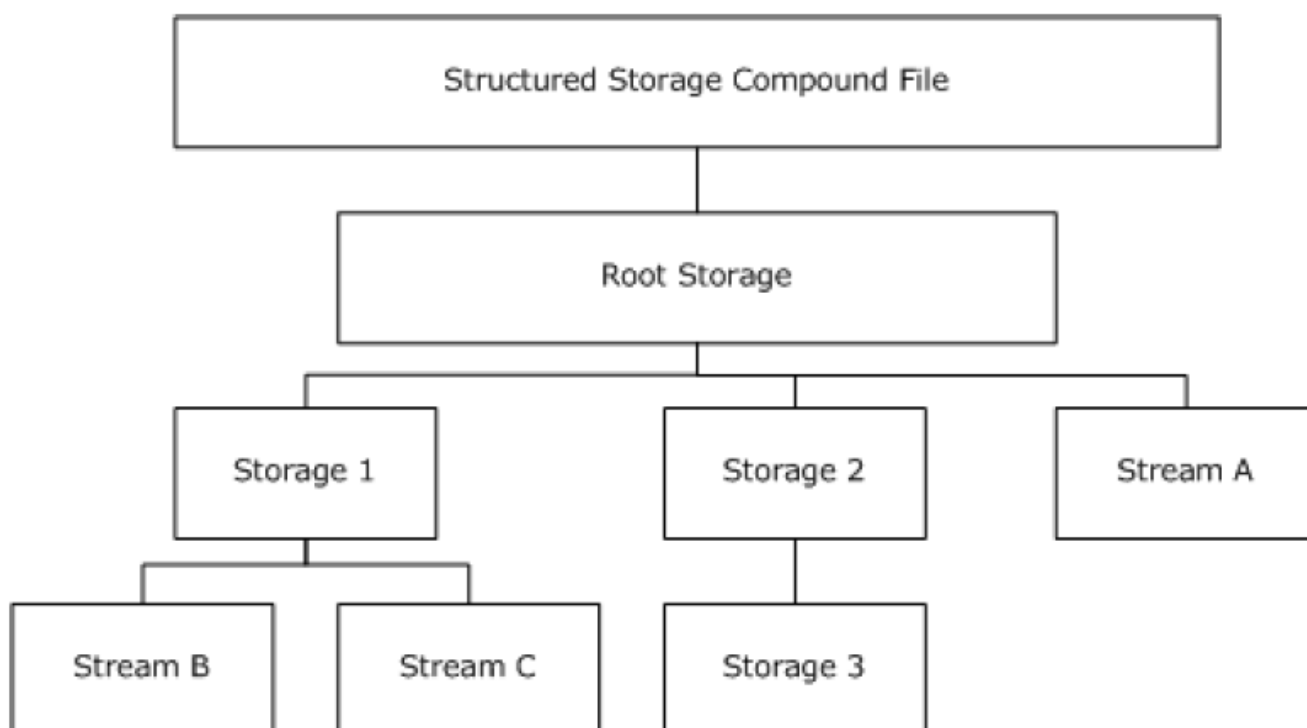 Structured Storage Compound File
Root Storage
Storage 1
Storage 2
Stream A
Stream B
Stream C
Storage 3